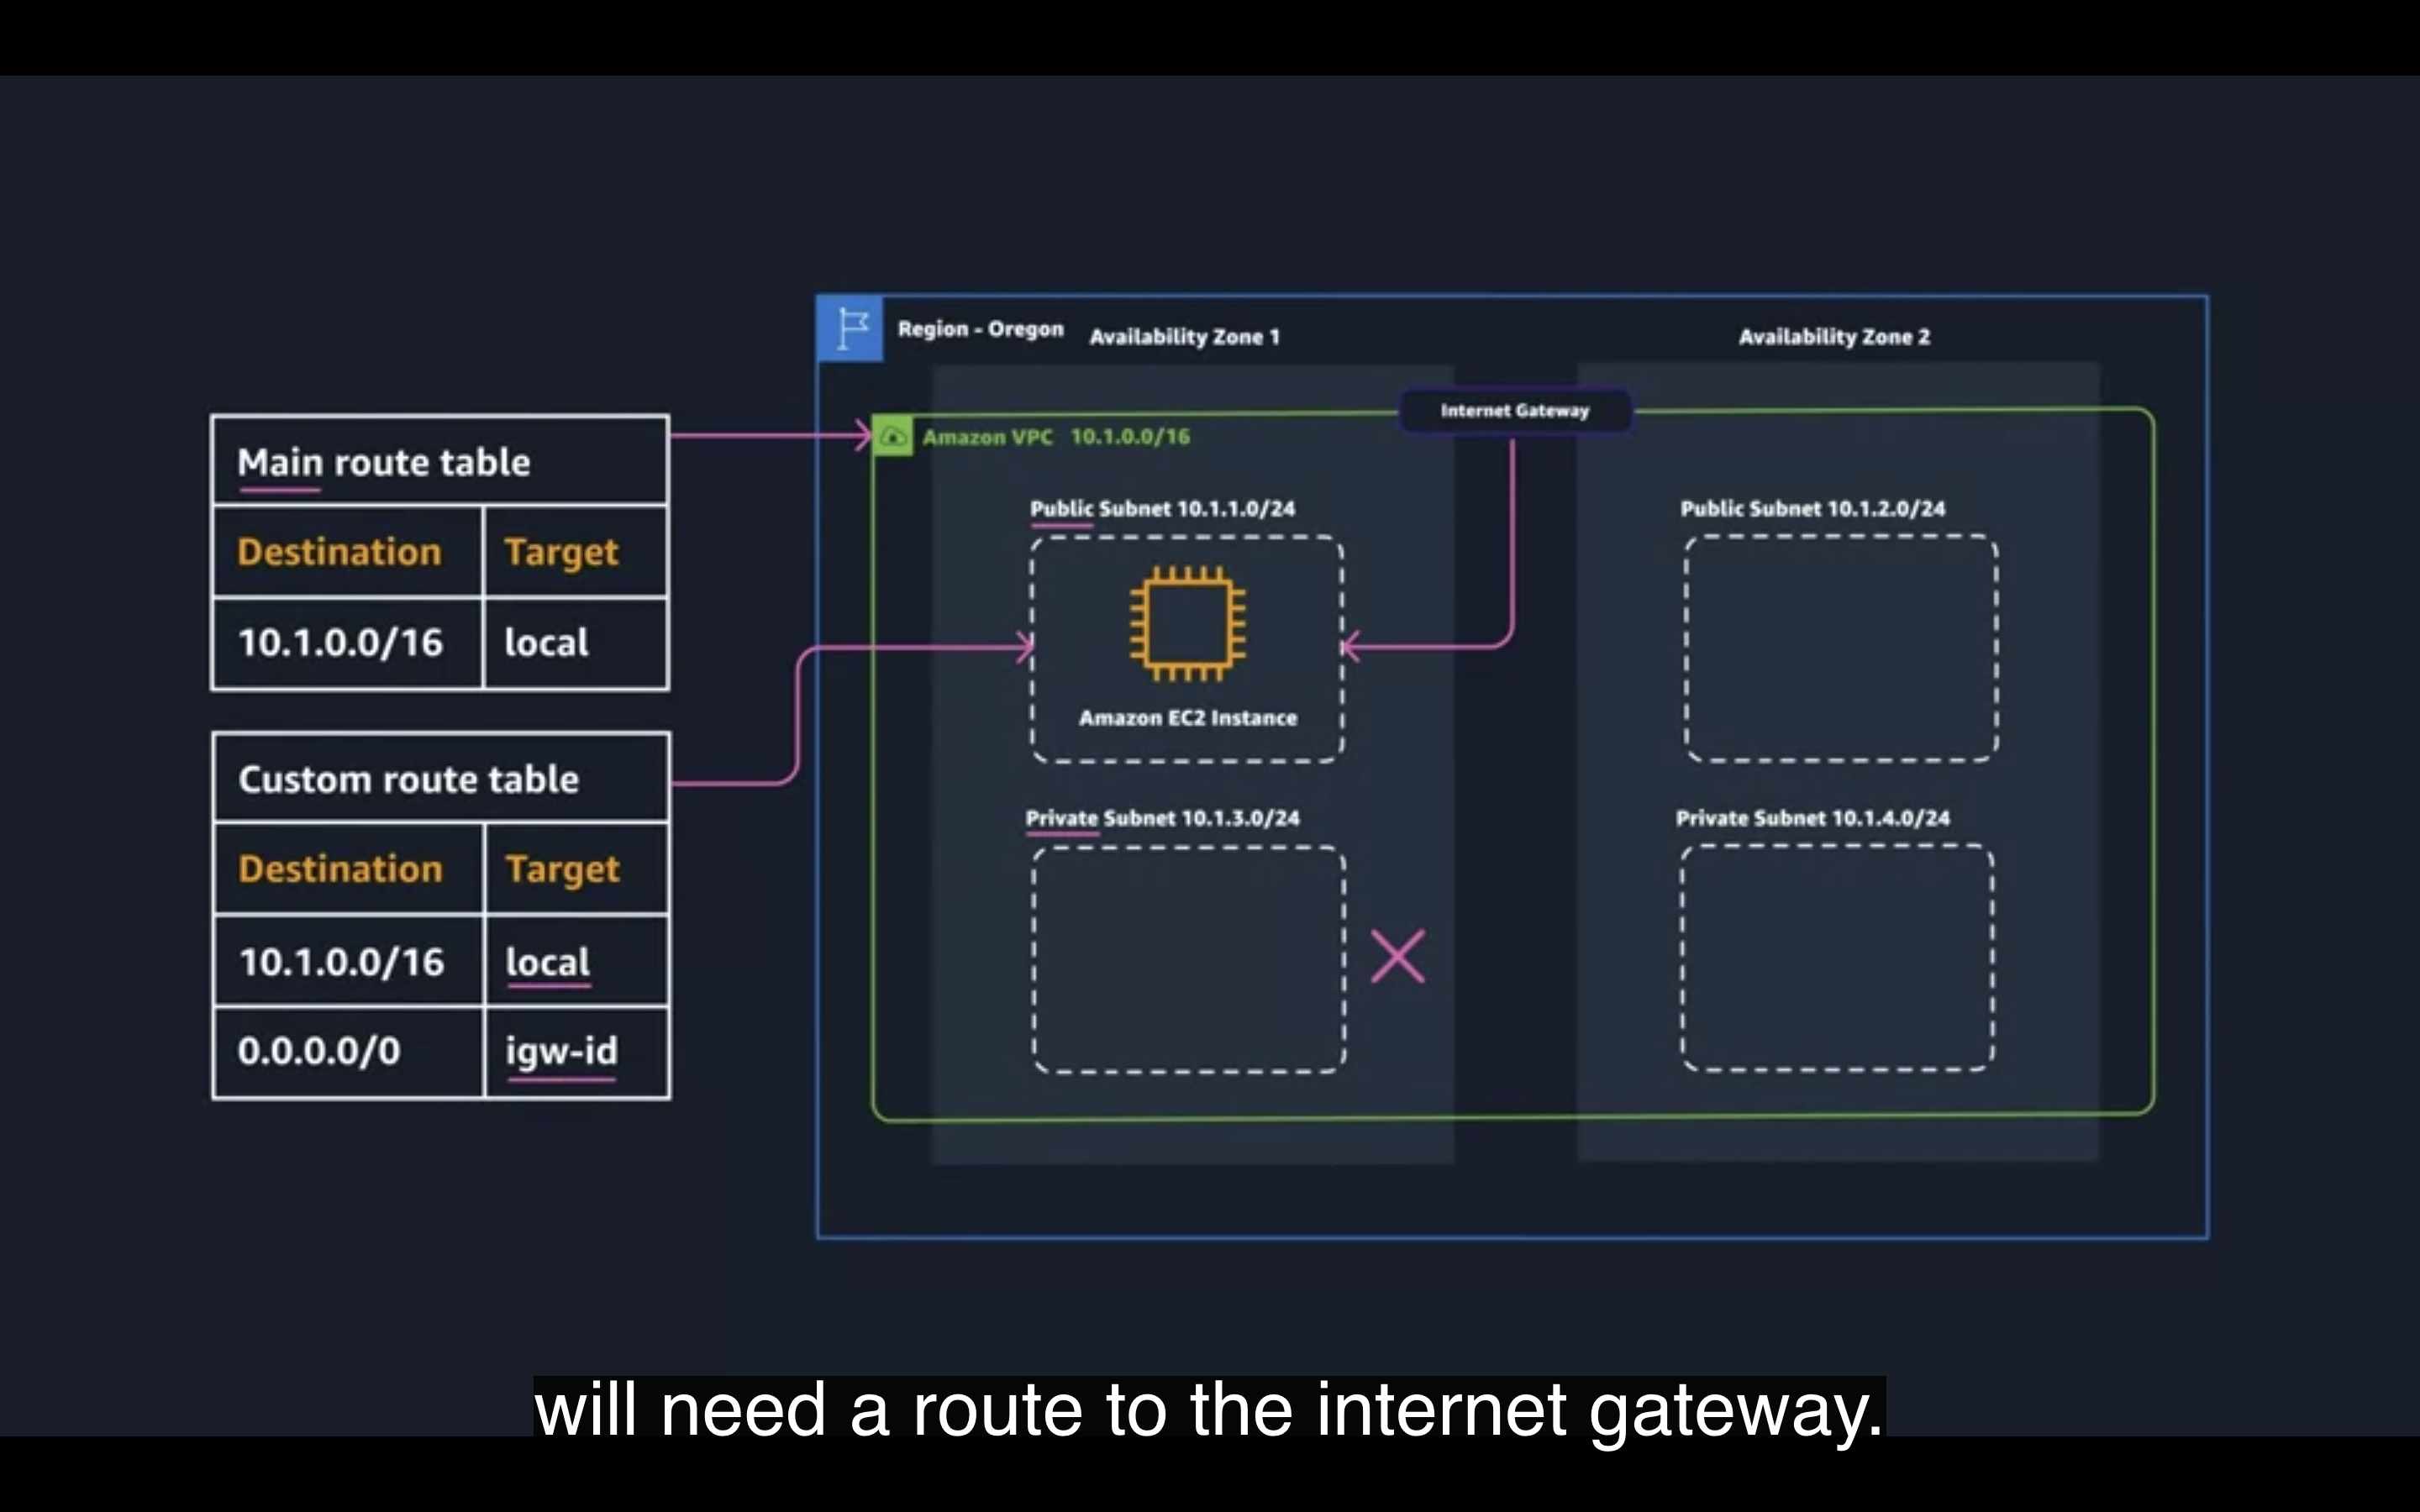 Region - Oregon
Availability Zone 1
Availability Zone 2
Internet Gateway
Amazon VPC 10.1.0.0/16
Main route table
Destination Target
10.1.0.0/16 local
Custom route table
Destination Target
10.1.0.0/16 local
0.0.0.0/0 igw-id
Public Subnet 10.1.1.0/24
Amazon EC2 Instance
Private Subnet 10.1.3.0/24
Public Subnet 10.1.2.0/24
Private Subnet 10.1.4.0/24
will need a route to the internet gateway.